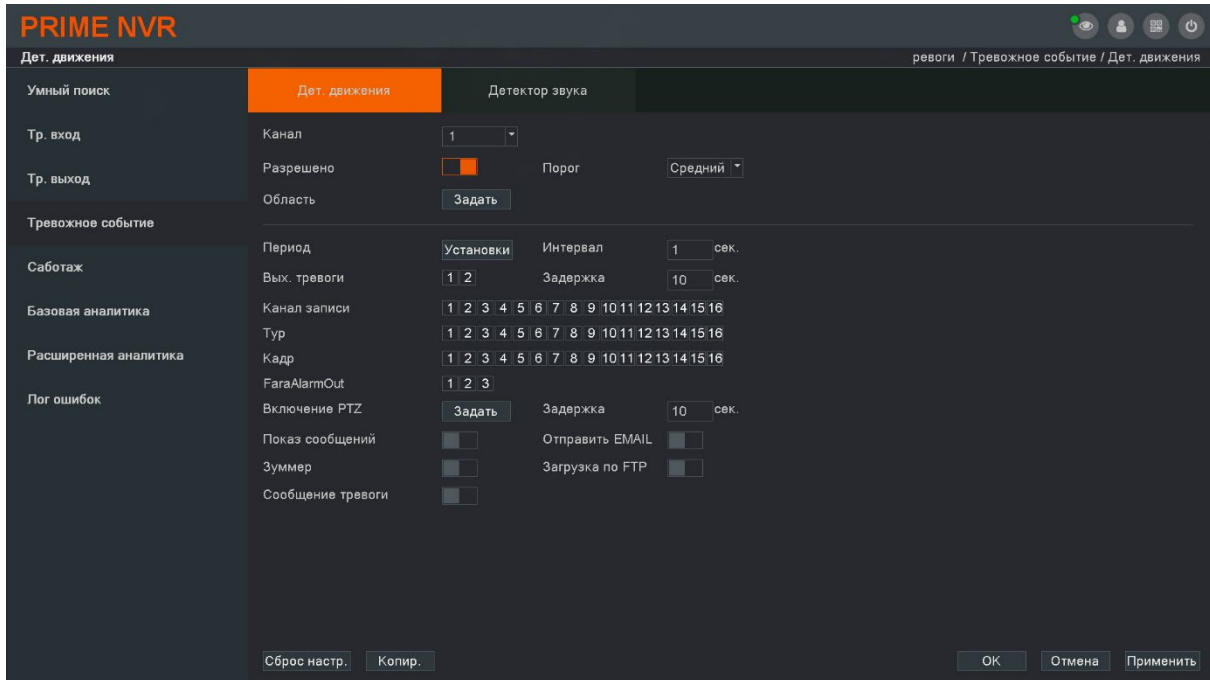 PRIME NVR
Дет. движения
ревоги / Тревожное событие / Дет. движения
Умный поиск
Тр. вход
Тр. выход
Тревожное событие
Саботаж
Базовая аналитика
Расширенная аналитика
Лог ошибок
Дет. движения Детектор звука
Канал 1
Разрешено Порог Средний
Область Задать
Период Установки Интервал 1 сек.
Вых. тревоги 1 2 Задержка 10 сек.
Канал записи 1 2 3 4 5 6 7 8 9 10 11 12 13 14 15 16
Тур 1 2 3 4 5 6 7 8 9 10 11 12 13 14 15 16
Кадр 1 2 3 4 5 6 7 8 9 10 11 12 13 14 15 16
FaraAlarmOut 1 2 3
Включение PTZ Задать Задержка 10 сек.
Показ сообщений Отправить EMAIL
Зуммер Загрузка по FTP
Сообщение тревоги
Сброс настр. Копир. OK Отмена Применить